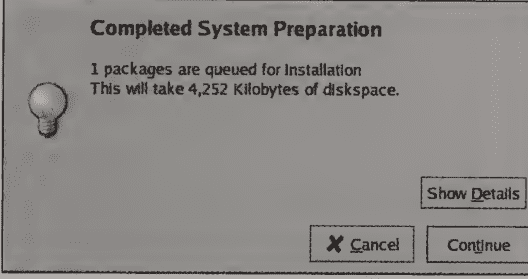 Completed System Preparation
1 packages are queued for Installation
This will take 4,252 Kilobytes of diskspace.
Show Details
Cancel
Continue